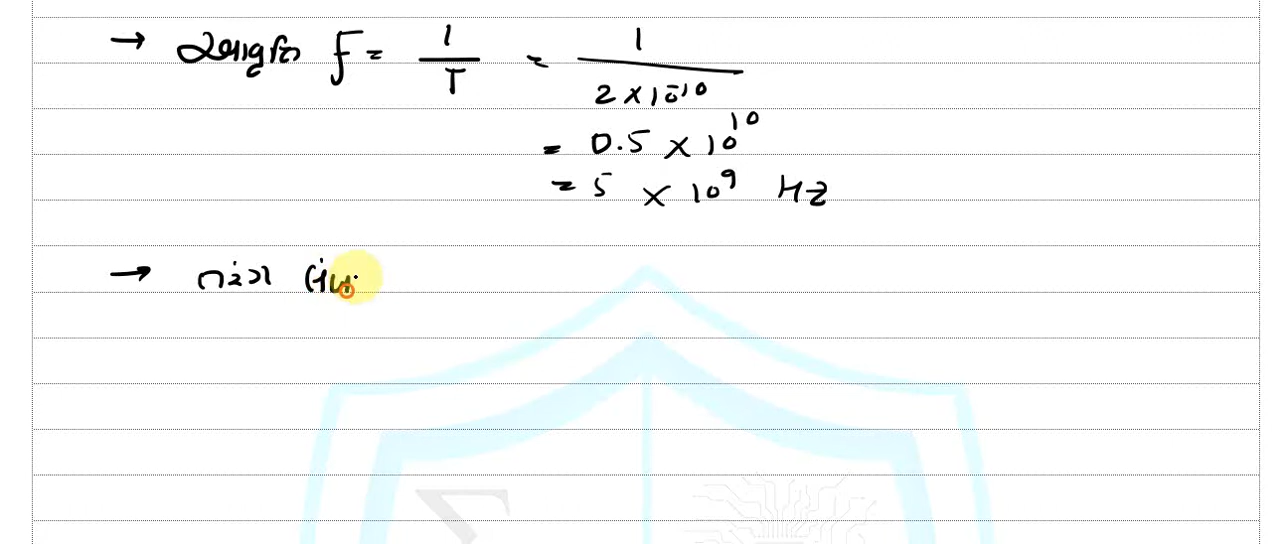 → આવૃત્તિ f = 1/T = 1/(2 × 10⁻¹⁰)
= 0.5 × 10¹⁰
= 5 × 10⁹ Hz
→ તરંગ